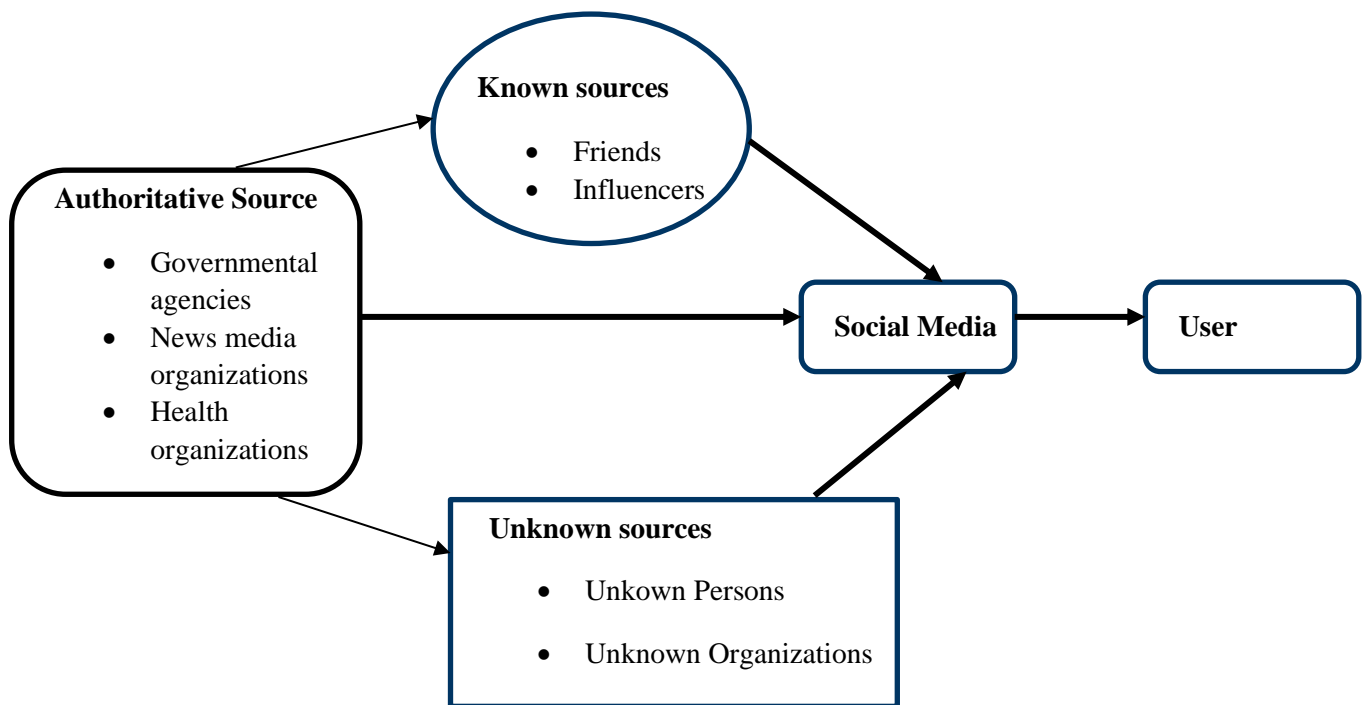 Known sources
• Friends
• Influencers
Authoritative Source
• Governmental
agencies
• News media
organizations
• Health
organizations
Social Media
User
Unknown sources
• Unkown Persons
• Unknown Organizations